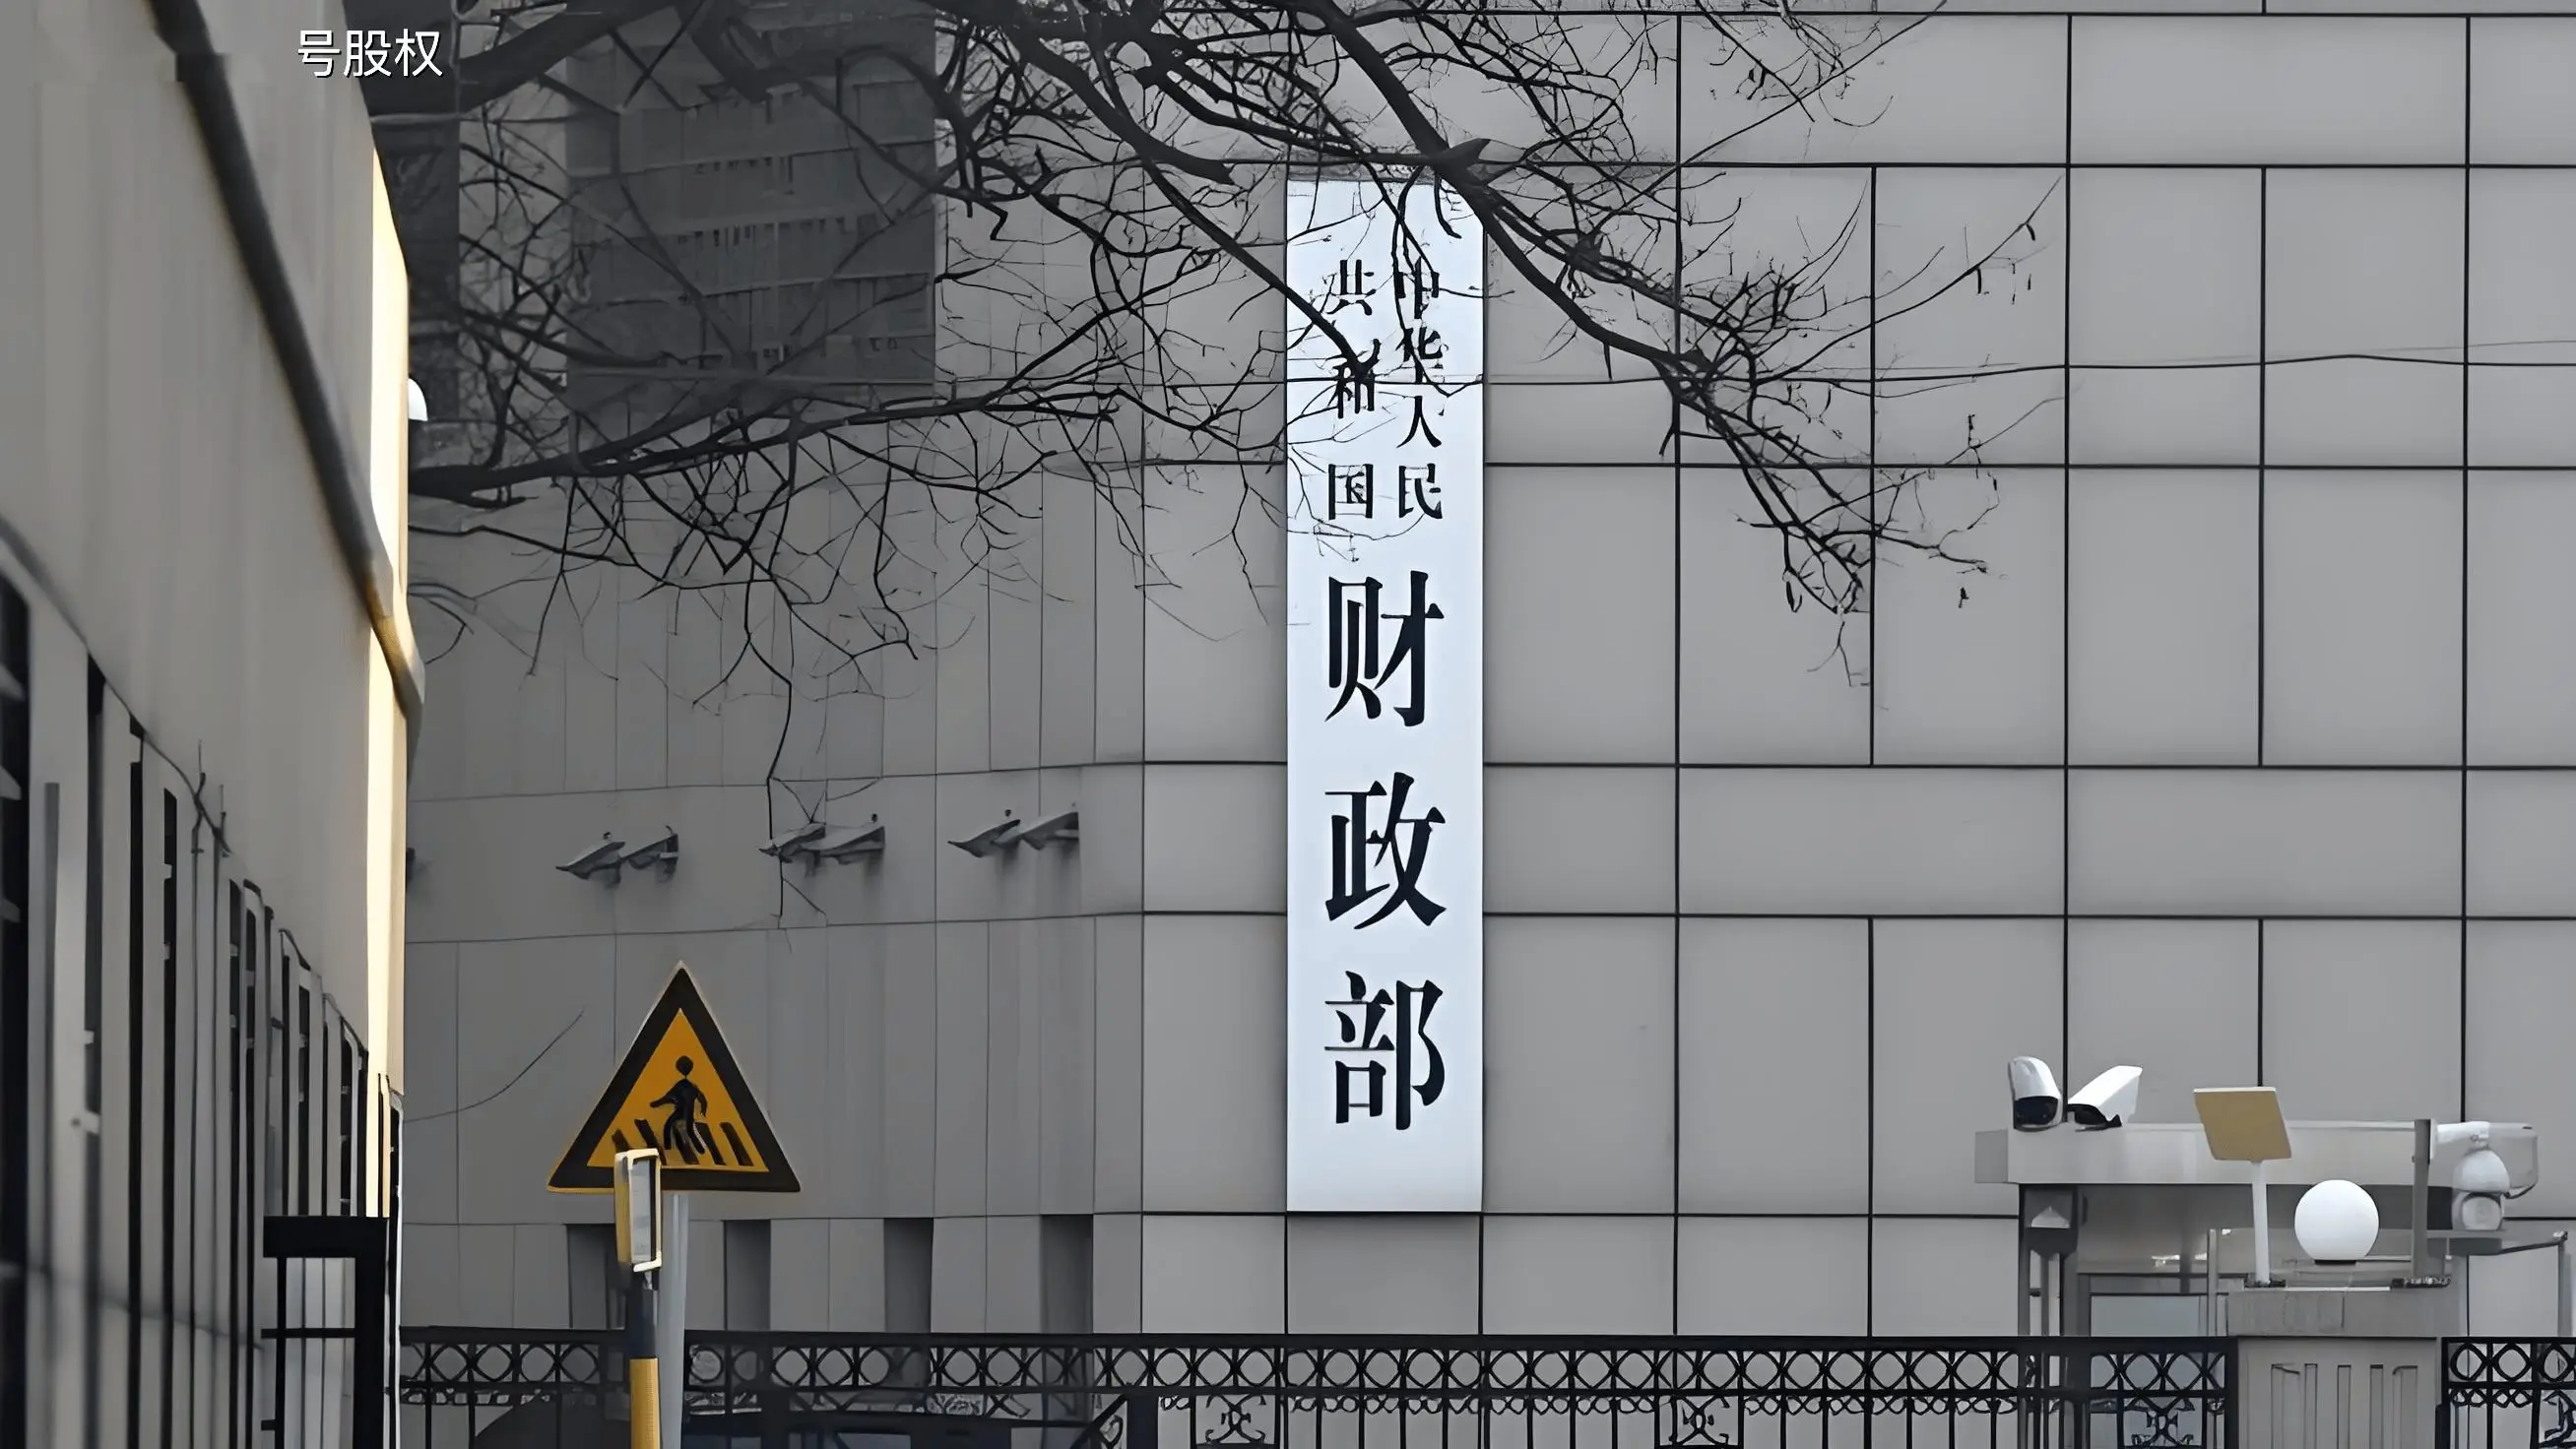 号股权
中华人民
共和国
财政部